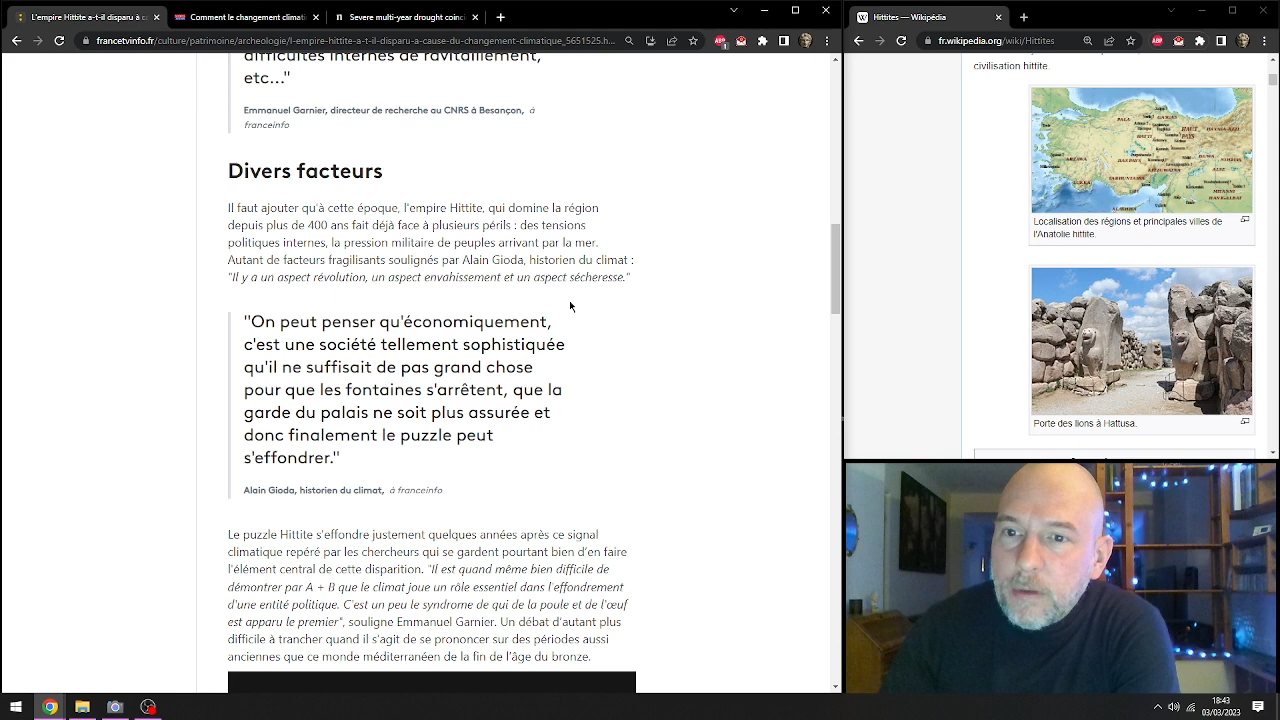 L'empire Hittite a-t-il disparu à c
Comment le changement climati
Severe multi-year drought coinci
francetvinfo.fr/culture/patrimoine/archeologie/l-empire-hittite-a-t-il-disparu-a-cause-du-changement-climatique_5651525.h...
difficultés internes de ravitaillement,
etc..."
Emmanuel Garnier, directeur de recherche au CNRS à Besançon, à
franceinfo
Divers facteurs
Il faut ajouter qu'à cette époque, l'empire Hittite, qui domine la région
depuis plus de 400 ans fait déjà face à plusieurs périls : des tensions
politiques internes, la pression militaire de peuples arrivant par la mer.
Autant de facteurs fragilisants soulignés par Alain Gioda, historien du climat :
"Il y a un aspect révolution, un aspect envahissement et un aspect sécheresse."
"On peut penser qu'économiquement,
c'est une société tellement sophistiquée
qu'il ne suffisait de pas grand chose
pour que les fontaines s'arrêtent, que la
garde du palais ne soit plus assurée et
donc finalement le puzzle peut
s'effondrer."
Alain Gioda, historien du climat, à franceinfo
Le puzzle Hittite s'effondre justement quelques années après ce signal
climatique repéré par les chercheurs qui se gardent pourtant bien d'en faire
l'élément central de cette disparition. "Il est quand même bien difficile de
démontrer par A + B que le climat joue un rôle essentiel dans l'effondrement
d'une entité politique. C'est un peu le syndrome de qui de la poule et de l'œuf
est apparu le premier", souligne Emmanuel Garnier. Un débat d'autant plus
difficile à trancher quand il s'agit de se prononcer sur des périodes aussi
anciennes que ce monde méditerranéen de la fin de l'âge du bronze.
Hittites — Wikipédia
fr.wikipedia.org/wiki/Hittites
civilisation hittite.
PALA
HAUT
PAYS
Localisation des régions et principales villes de
l'Anatolie hittite.
Porte des lions à Hattusa.
18:43
03/03/2023